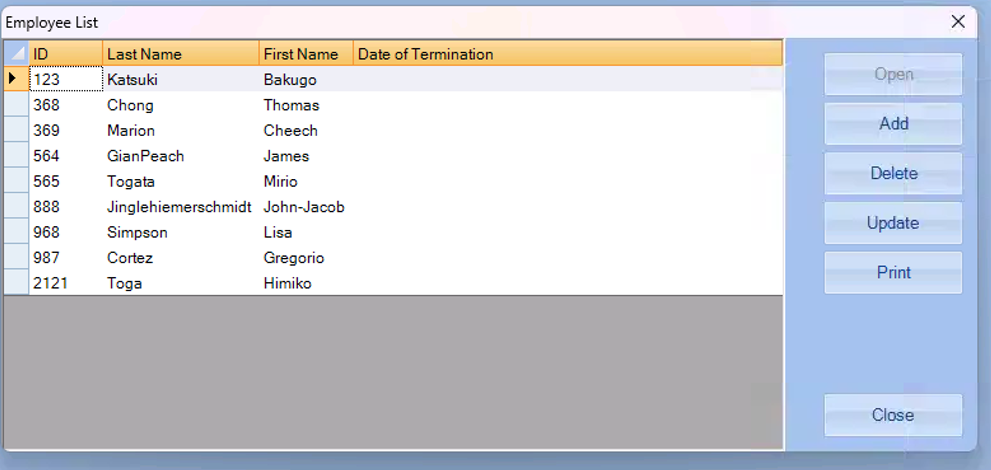 Employee List
ID Last Name First Name Date of Termination
123 Katsuki Bakugo
368 Chong Thomas
369 Marion Cheech
564 GianPeach James
565 Togata Mirio
888 Jinglehiemerschmidt John-Jacob
968 Simpson Lisa
987 Cortez Gregorio
2121 Toga Himiko
Open
Add
Delete
Update
Print
Close